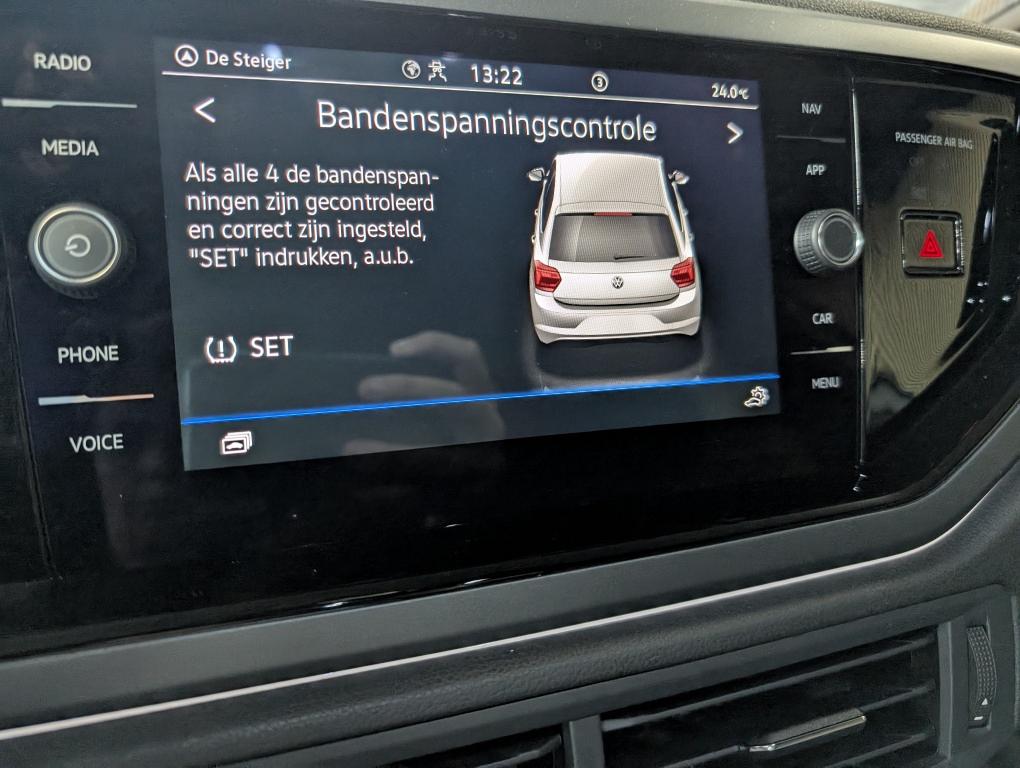 RADIO
MEDIA
PHONE
VOICE
De Steiger
13:22
3
24.0°C
Bandenspanningscontrole
Als alle 4 de bandenspan-
ningen zijn gecontroleerd
en correct zijn ingesteld,
"SET" indrukken, a.u.b.
SET
NAV
APP
CAR
MENU
PASSENGER AIR BAG